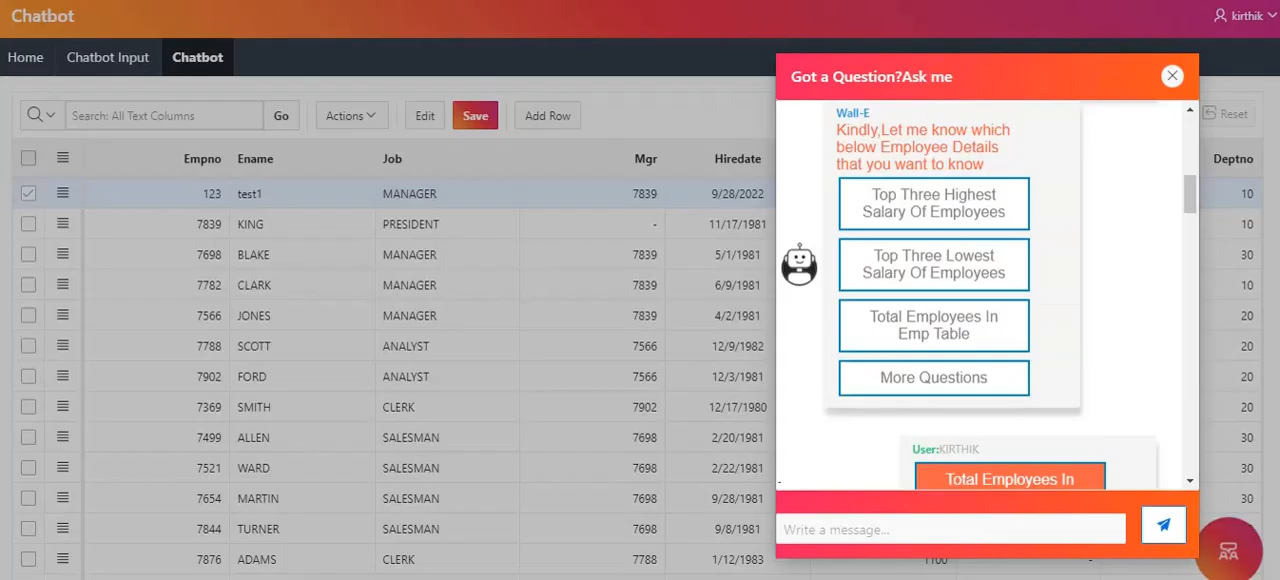 Chatbot
kirthik
Home Chatbot Input Chatbot
Got a Question?Ask me
Search: All Text Columns Go Actions Edit Save Add Row Reset
Empno Ename Job Mgr Hiredate Deptno
123 test1 MANAGER 7839 9/28/2022 10
7839 KING PRESIDENT - 11/17/1981 10
7698 BLAKE MANAGER 7839 5/1/1981 30
7782 CLARK MANAGER 7839 6/9/1981 10
7566 JONES MANAGER 7839 4/2/1981 20
7788 SCOTT ANALYST 7566 12/9/1982 20
7902 FORD ANALYST 7566 12/3/1981 20
7369 SMITH CLERK 7902 12/17/1980 20
7499 ALLEN SALESMAN 7698 2/20/1981 30
7521 WARD SALESMAN 7698 2/22/1981 30
7654 MARTIN SALESMAN 7698 9/28/1981 30
7844 TURNER SALESMAN 7698 9/8/1981
7876 ADAMS CLERK 7788 1/12/1983 1100 -
Wall-E
Kindly,Let me know which
below Employee Details
that you want to know
Top Three Highest
Salary Of Employees
Top Three Lowest
Salary Of Employees
Total Employees In
Emp Table
More Questions
User:KIRTHIK
Total Employees In
Write a message...